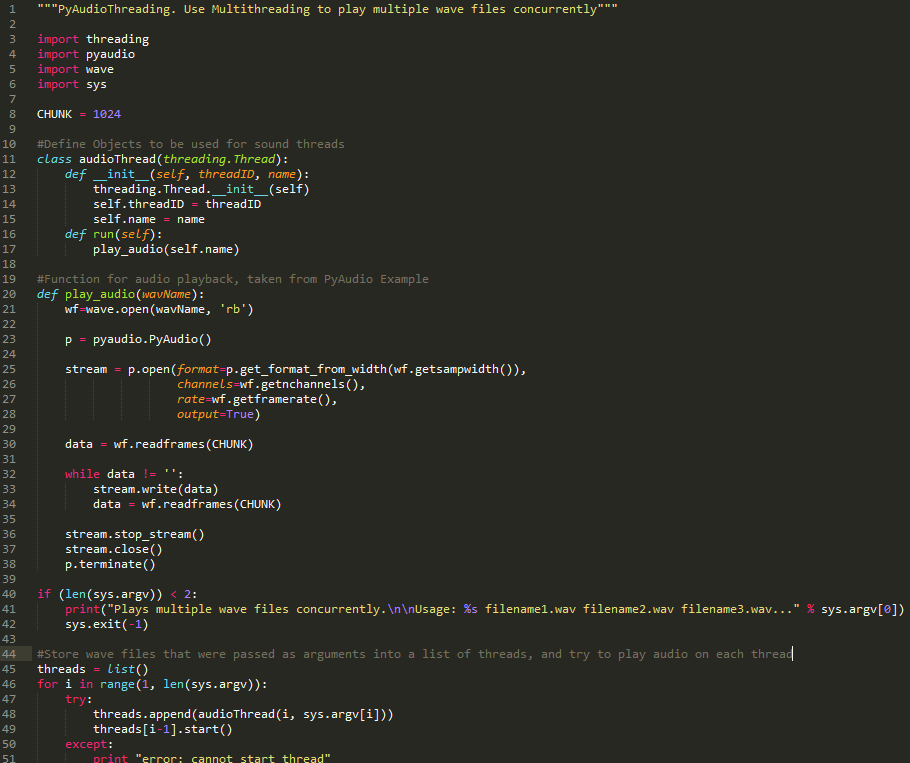 1 """PyAudioThreading. Use Multithreading to play multiple wave files concurrently"""
2
3 import threading
4 import pyaudio
5 import wave
6 import sys
7
8 CHUNK = 1024
9
10 #Define Objects to be used for sound threads
11 class audioThread(threading.Thread):
12     def __init__(self, threadID, name):
13         threading.Thread.__init__(self)
14         self.threadID = threadID
15         self.name = name
16     def run(self):
17         play_audio(self.name)
18
19 #Function for audio playback, taken from PyAudio Example
20 def play_audio(wavName):
21     wf=wave.open(wavName, 'rb')
22
23     p = pyaudio.PyAudio()
24
25     stream = p.open(format=p.get_format_from_width(wf.getsampwidth()),
26                     channels=wf.getnchannels(),
27                     rate=wf.getframerate(),
28                     output=True)
29
30     data = wf.readframes(CHUNK)
31
32     while data != '':
33         stream.write(data)
34         data = wf.readframes(CHUNK)
35
36     stream.stop_stream()
37     stream.close()
38     p.terminate()
39
40 if (len(sys.argv)) < 2:
41     print("Plays multiple wave files concurrently.\n\nUsage: %s filename1.wav filename2.wav filename3.wav..." % sys.argv[0])
42     sys.exit(-1)
43
44 #Store wave files that were passed as arguments into a list of threads, and try to play audio on each thread
45 threads = list()
46 for i in range(1, len(sys.argv)):
47     try:
48         threads.append(audioThread(i, sys.argv[i]))
49         threads[i-1].start()
50     except:
51         print "error: cannot start thread"